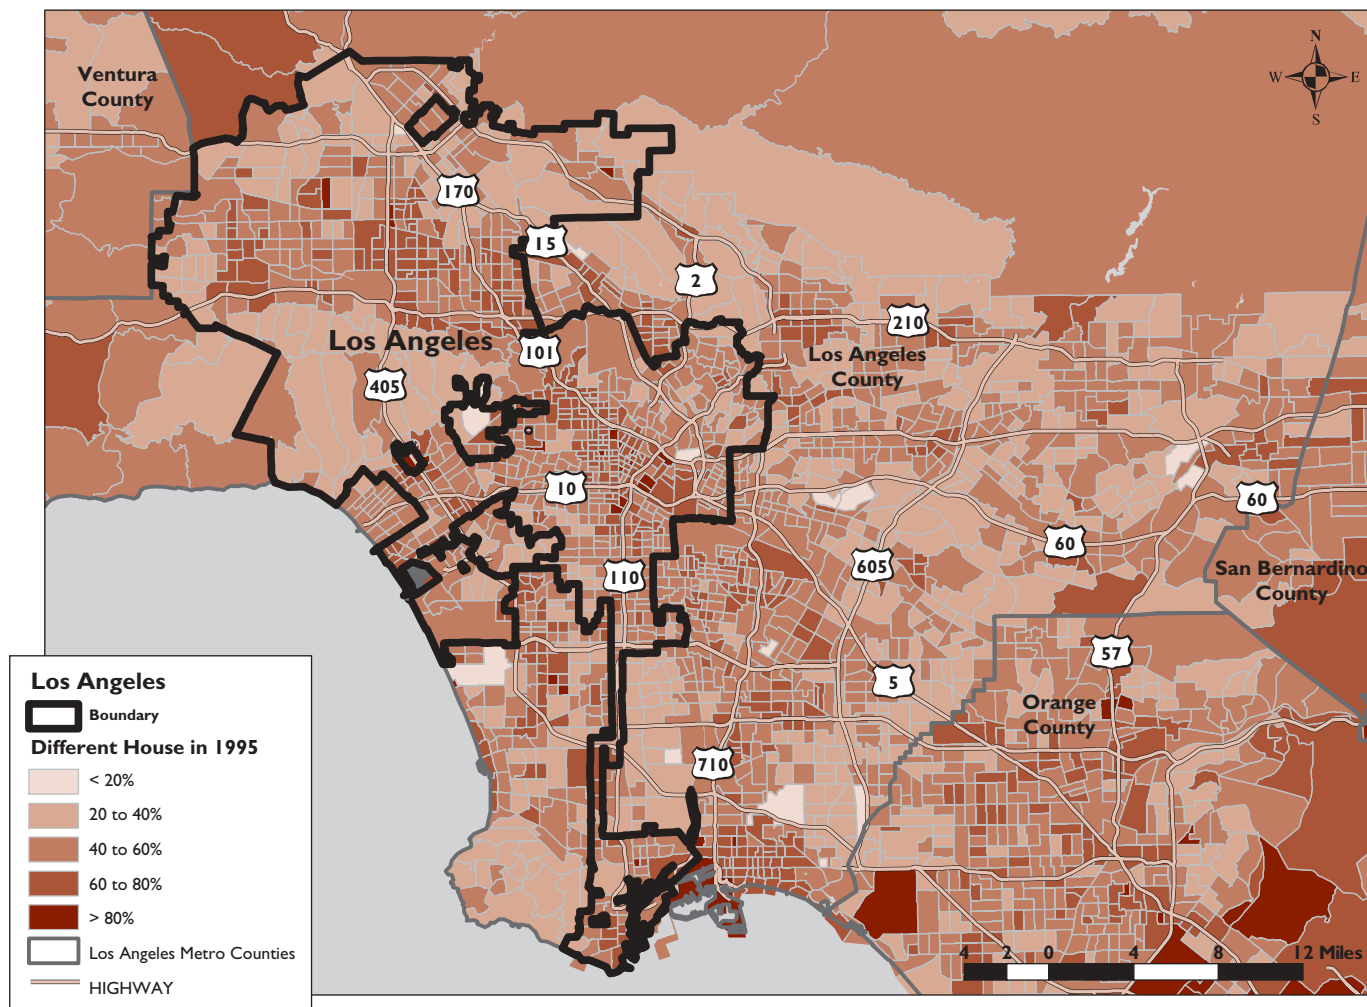 N
W E
S
Ventura
County
170
15
2
210
Los Angeles
101
Los Angeles
County
405
10
60
60
110
605
San Bernardino
County
57
5
Orange
County
710
Los Angeles
Boundary
Different House in 1995
< 20%
20 to 40%
40 to 60%
60 to 80%
> 80%
Los Angeles Metro Counties
HIGHWAY
4 2 0 4 8 12 Miles